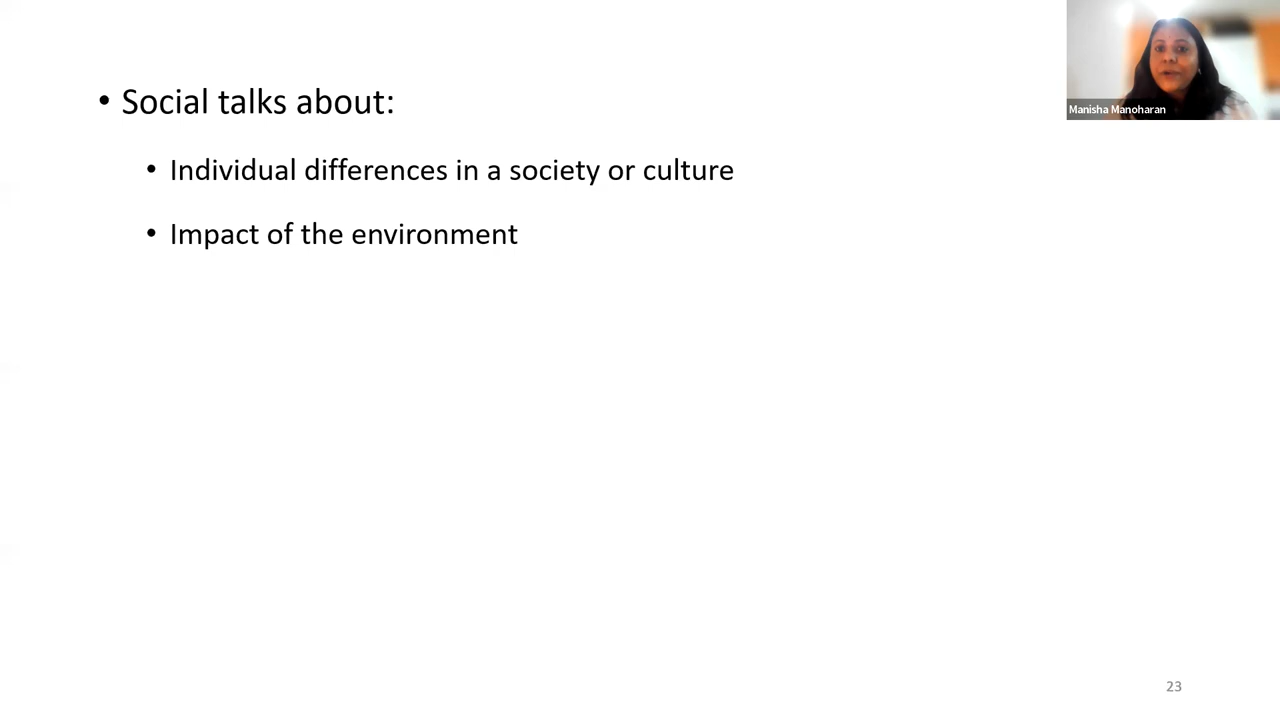 • Social talks about:
• Individual differences in a society or culture
• Impact of the environment
Manisha Manoharan
23